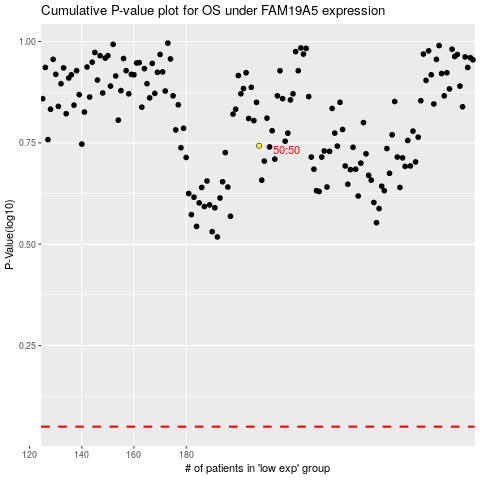 Cumulative P-value plot for OS under FAM19A5 expression
P-Value(log10)
1.00
0.75
0.50
0.25
50:50
120 140 160 180
# of patients in 'low exp' group